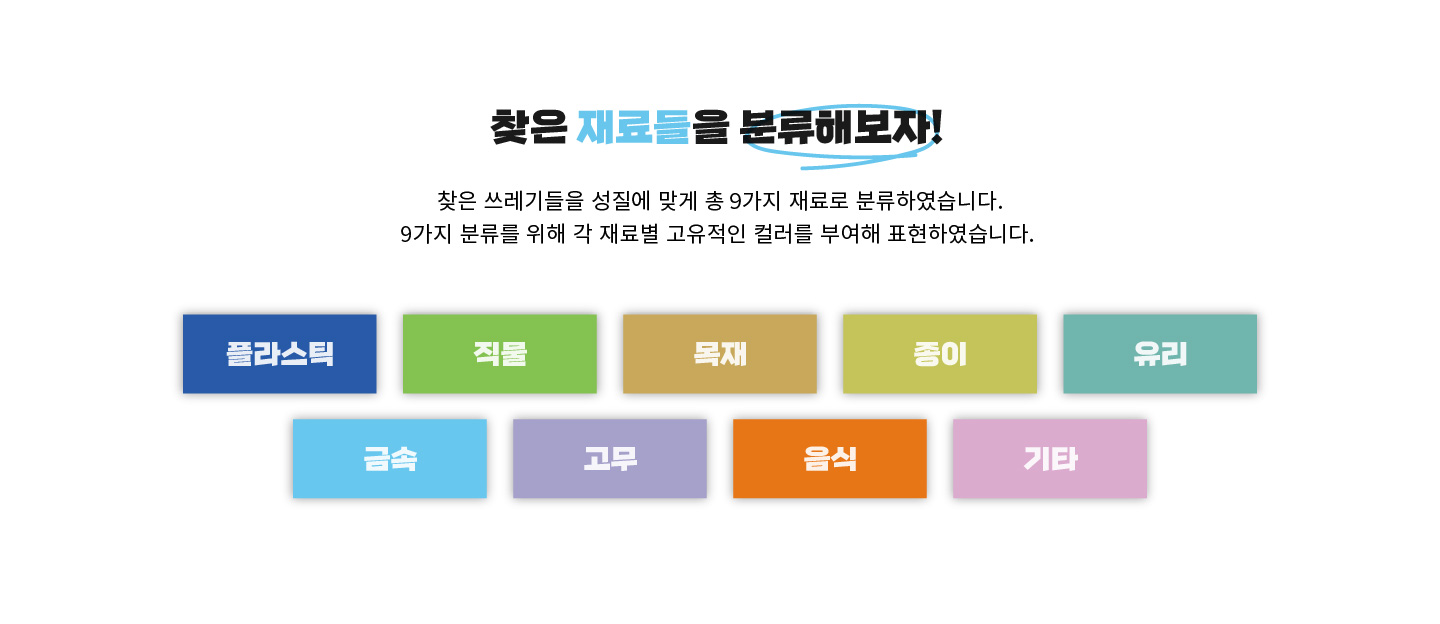 찾은 재료들을 분류해보자!
찾은 쓰레기들을 성질에 맞게 총 9가지 재료로 분류하였습니다.
9가지 분류를 위해 각 재료별 고유적인 컬러를 부여해 표현하였습니다.
플라스틱 직물 목재 종이 유리
금속 고무 음식 기타